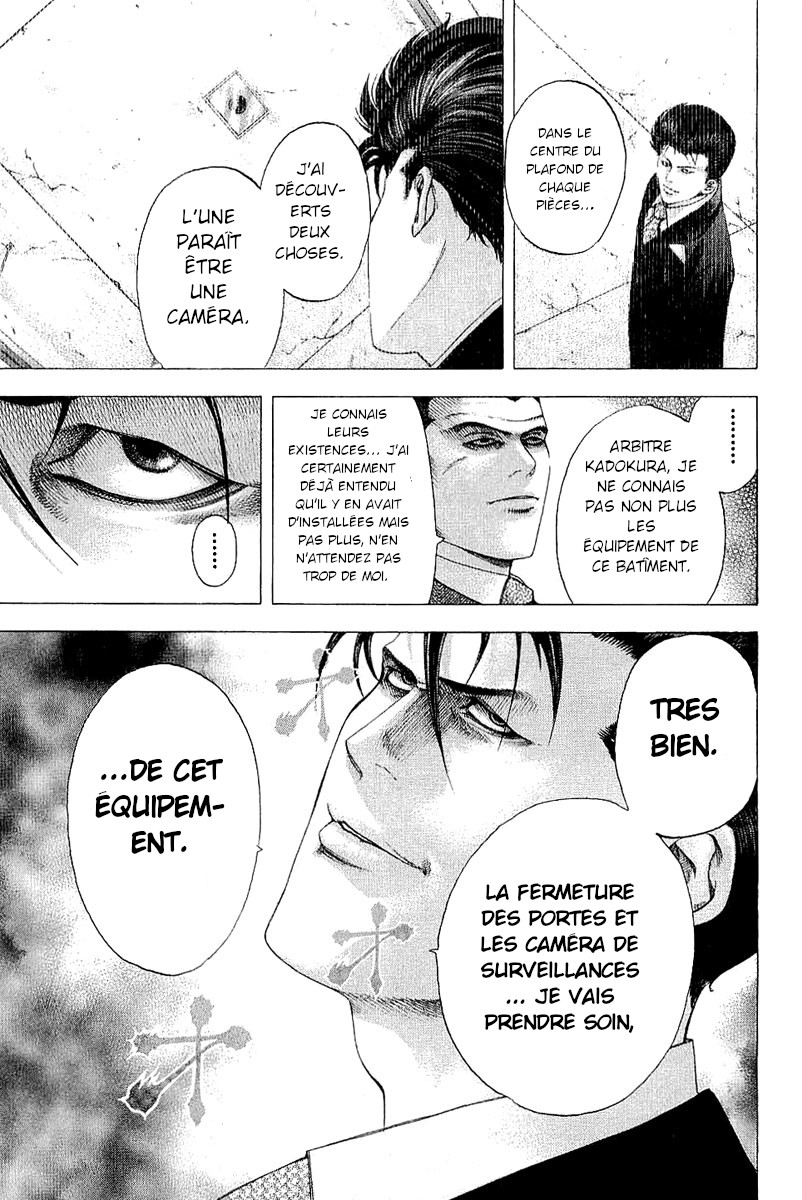 DANS LE
CENTRE DU
PLAFOND DE
CHAQUE
PIÈCES...
J'AI
DÉCOUV-
ERTS
DEUX
CHOSES.
L'UNE
PARAÎT
ÊTRE
UNE
CAMÉRA.
......
ARBITRE
KADOKURA, JE
NE CONNAIS
PAS NON PLUS
LES
ÉQUIPEMENT DE
CE BATÎMENT.
JE CONNAIS
LEURS
EXISTENCES... J'AI
CERTAINEMENT
DÉJÀ ENTENDU
QU'IL Y EN AVAIT
D'INSTALLÉES MAIS
PAS PLUS, N'EN
N'ATTENDEZ PAS
TROP DE MOI.
......
TRES
BIEN.
LA FERMETURE
DES PORTES ET
LES CAMÉRA DE
SURVEILLANCES
... JE VAIS
PRENDRE SOIN,
...DE CET
ÉQUIPEM-
ENT.